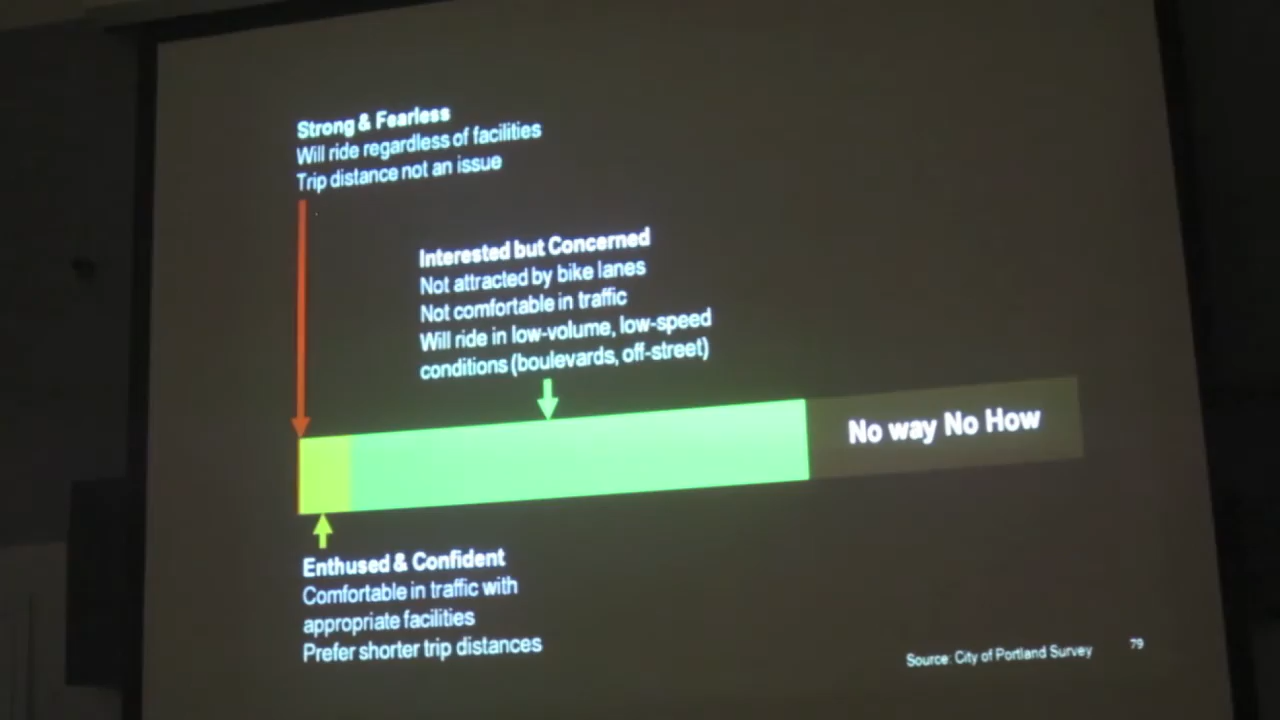 Strong & Fearless
Will ride regardless of facilities
Trip distance not an issue
Interested but Concerned
Not attracted by bike lanes
Not comfortable in traffic
Will ride in low-volume, low-speed
conditions (boulevards, off-street)
No way No How
Enthused & Confident
Comfortable in traffic with
appropriate facilities
Prefer shorter trip distances
Source: City of Portland Survey
79